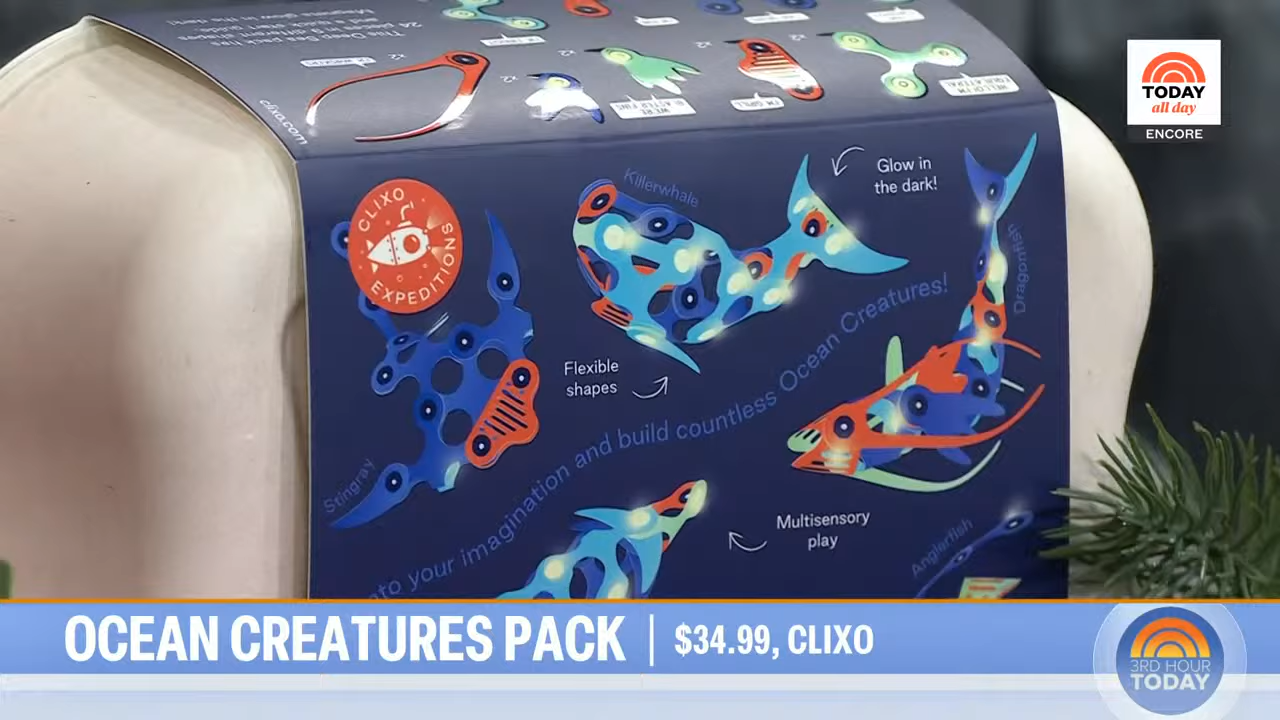 TODAY
all day
ENCORE
clixo.com
CLIXO
EXPEDITIONS
Killerwhale
Glow in
the dark!
Dragonfish
Flexible
shapes
Stingray
nto your imagination and build countless Ocean Creatures!
Multisensory
play
Anglerfish
OCEAN CREATURES PACK
$34.99, CLIXO
3RD HOUR
TODAY